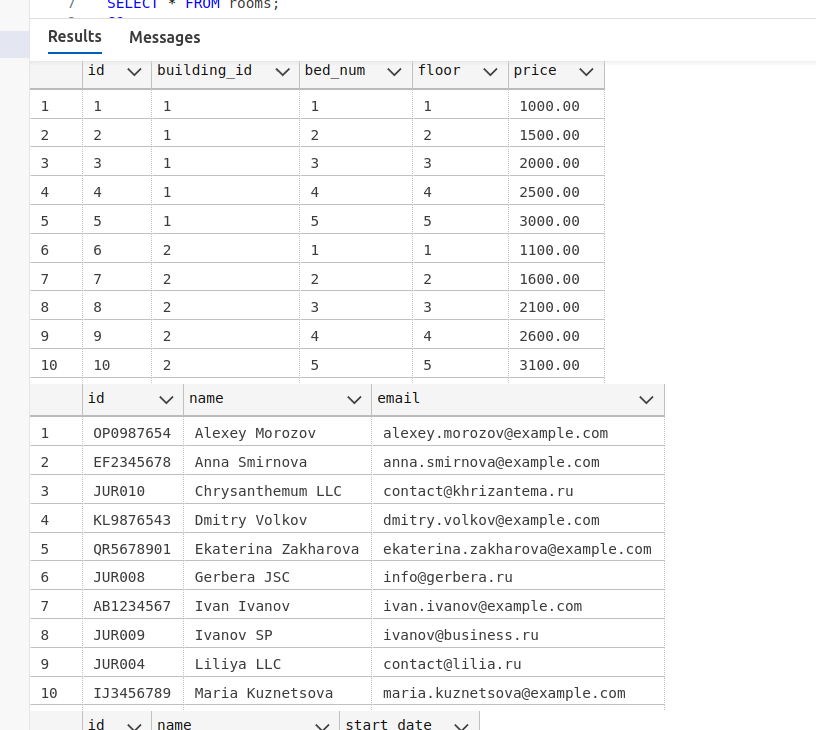 7 SELECT * FROM rooms;
Results Messages
id building_id bed_num floor price
1 1 1 1 1 1000.00
2 2 1 2 2 1500.00
3 3 1 3 3 2000.00
4 4 1 4 4 2500.00
5 5 1 5 5 3000.00
6 6 2 1 1 1100.00
7 7 2 2 2 1600.00
8 8 2 3 3 2100.00
9 9 2 4 4 2600.00
10 10 2 5 5 3100.00
id name email
1 OP0987654 Alexey Morozov alexey.morozov@example.com
2 EF2345678 Anna Smirnova anna.smirnova@example.com
3 JUR010 Chrysanthemum LLC contact@khrizantema.ru
4 KL9876543 Dmitry Volkov dmitry.volkov@example.com
5 QR5678901 Ekaterina Zakharova ekaterina.zakharova@example.com
6 JUR008 Gerbera JSC info@gerbera.ru
7 AB1234567 Ivan Ivanov ivan.ivanov@example.com
8 JUR009 Ivanov SP ivanov@business.ru
9 JUR004 Liliya LLC contact@lilia.ru
10 IJ3456789 Maria Kuznetsova maria.kuznetsova@example.com
id name start_date